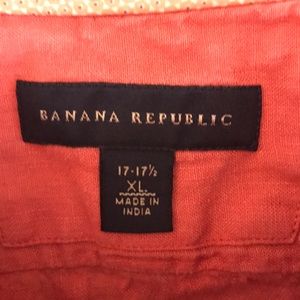 BANANA REPUBLIC
17-17½
XL.
MADE IN
INDIA